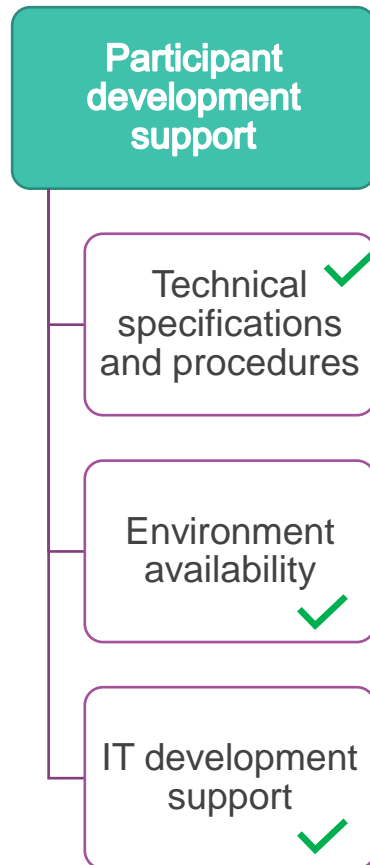 Participant
development
support
Technical
specifications
and procedures
Environment
availability
IT development
support